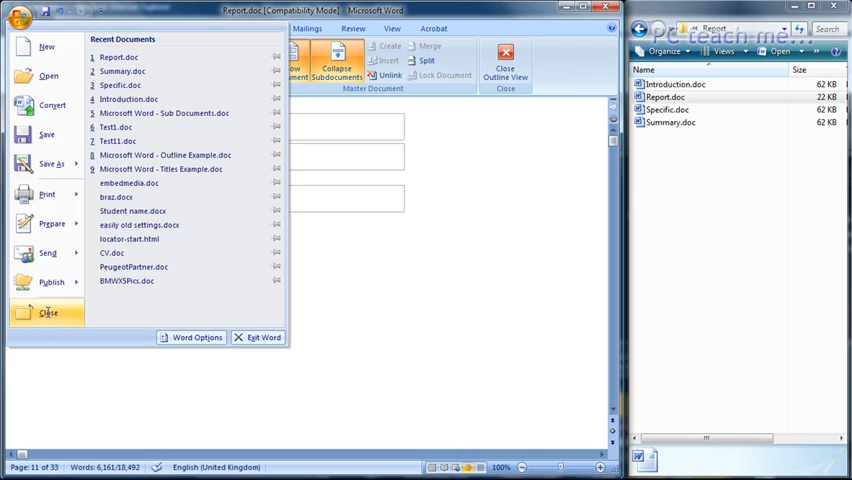 Report.doc [Compatibility Mode] - Microsoft Word
Mailings Review View Acrobat
Collapse Subdocuments
Create
Merge
Insert
Split
Unlink
Lock Document
Close Outline View
Master Document
Close
New
Open
Convert
Save
Save As
Print
Prepare
Send
Publish
Close
Recent Documents
1 Report.doc
2 Summary.doc
3 Specific.doc
4 Introduction.doc
5 Microsoft Word - Sub Documents.doc
6 Test1.doc
7 Test11.doc
8 Microsoft Word - Outline Example.doc
9 Microsoft Word - Titles Example.doc
embedmedia.doc
braz.docx
Student name.docx
easily old settings.docx
locator-start.html
CV.doc
PeugeotPartner.doc
BMWX5Pics.doc
Word Options
Exit Word
Page: 11 of 33 Words: 6,161/18,492 English (United Kingdom) 100%
PC teach me...
Report
Search
Organize Views Open
Name Size
Introduction.doc 62 KB
Report.doc 22 KB
Specific.doc 62 KB
Summary.doc 62 KB